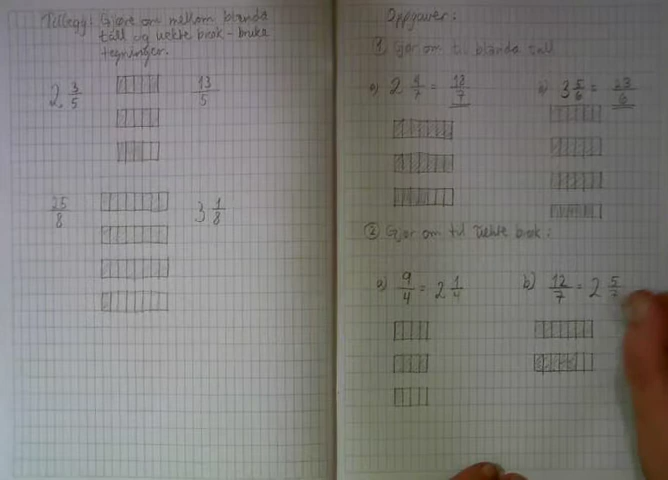 Tillegg: Gjøre om mellom blanda
tall og uekte brøk - bruke
tegninger.
2 3/5
13/5
25/8
3 1/8
Oppgaver:
① Gjør om til blanda tall
a) 2 4/7 = 18/7
b) 3 5/6 = 23/6
② Gjør om til uekte brøk:
a) 9/4 = 2 1/4
b) 12/7 = 2 5/